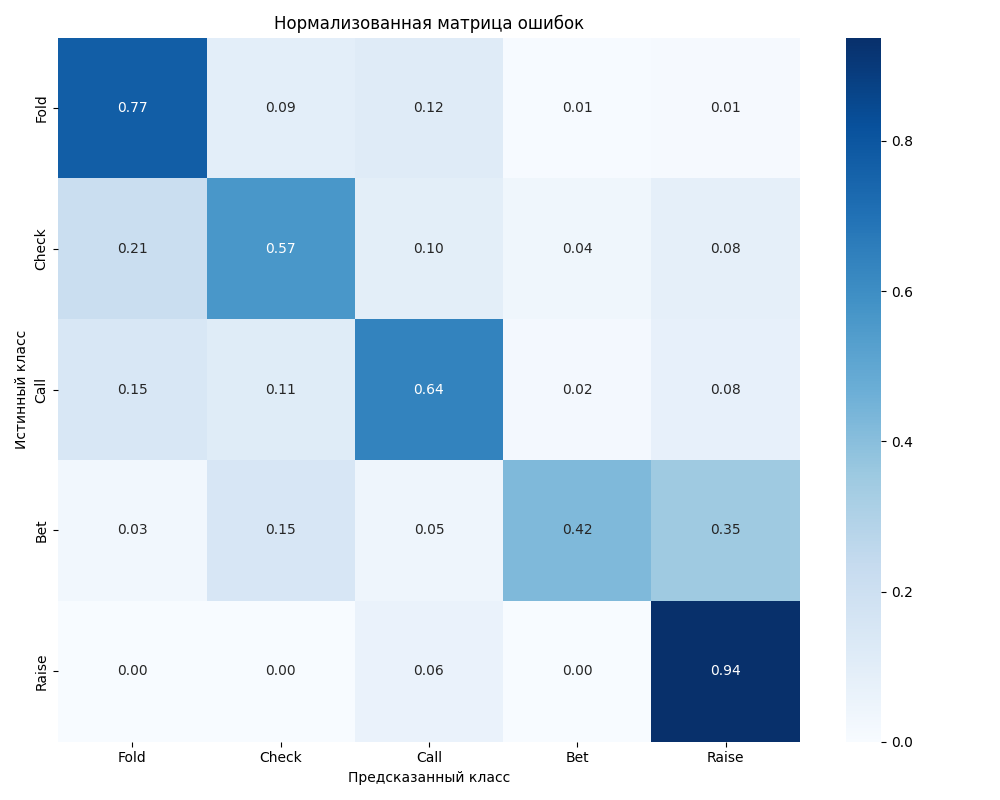 Нормализованная матрица ошибок
Истинный класс
Fold 0.77 0.09 0.12 0.01 0.01
Check 0.21 0.57 0.10 0.04 0.08
Call 0.15 0.11 0.64 0.02 0.08
Bet 0.03 0.15 0.05 0.42 0.35
Raise 0.00 0.00 0.06 0.00 0.94
Fold Check Call Bet Raise
Предсказанный класс
0.8
0.6
0.4
0.2
0.0